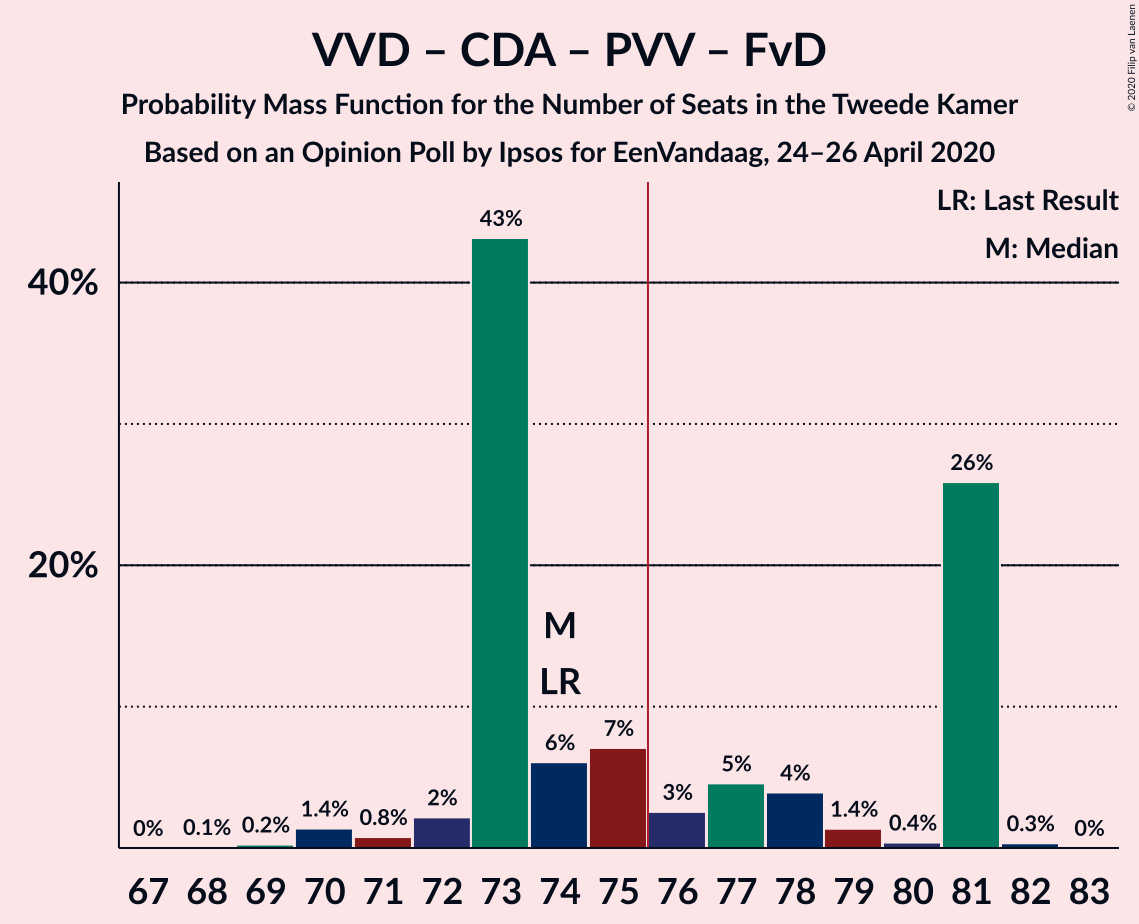 VVD – CDA – PVV – FvD
Probability Mass Function for the Number of Seats in the Tweede Kamer
Based on an Opinion Poll by Ipsos for EenVandaag, 24–26 April 2020
© 2020 Filip van Laenen
LR: Last Result
M: Median
40%
20%
M
LR
0%
0.1%
0.2%
1.4%
0.8%
2%
43%
6%
7%
3%
5%
4%
1.4%
0.4%
26%
0.3%
0%
67 68 69 70 71 72 73 74 75 76 77 78 79 80 81 82 83